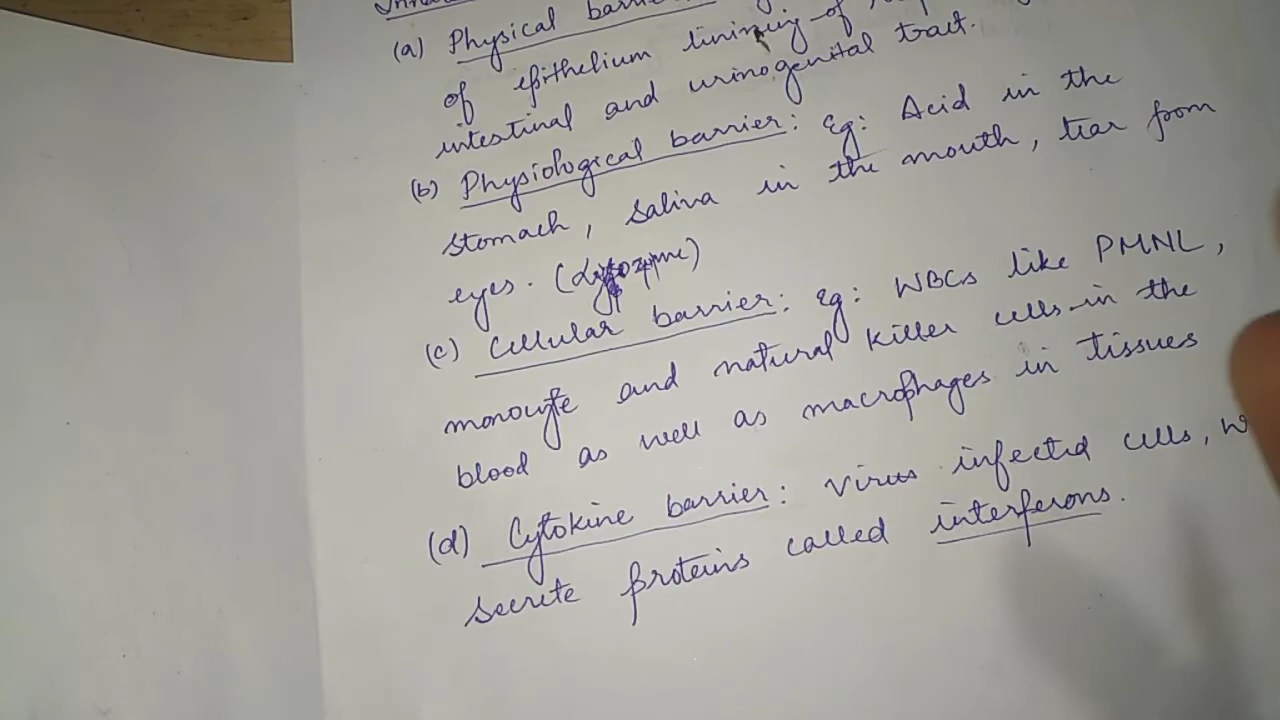 (a) Physical
of epithelium lininig of
intestinal and urinogenital tract.
(b) Physiological barrier: Eg: Acid in the
stomach, saliva in the mouth, tear from
eyes.
(c) Cellular barrier: Eg: WBCs like PMNL,
monocyte and natural killer cells in the
blood as well as macrophages in tissues
(d) Cytokine barrier: Virus infected cells,
secrete proteins called interferons.